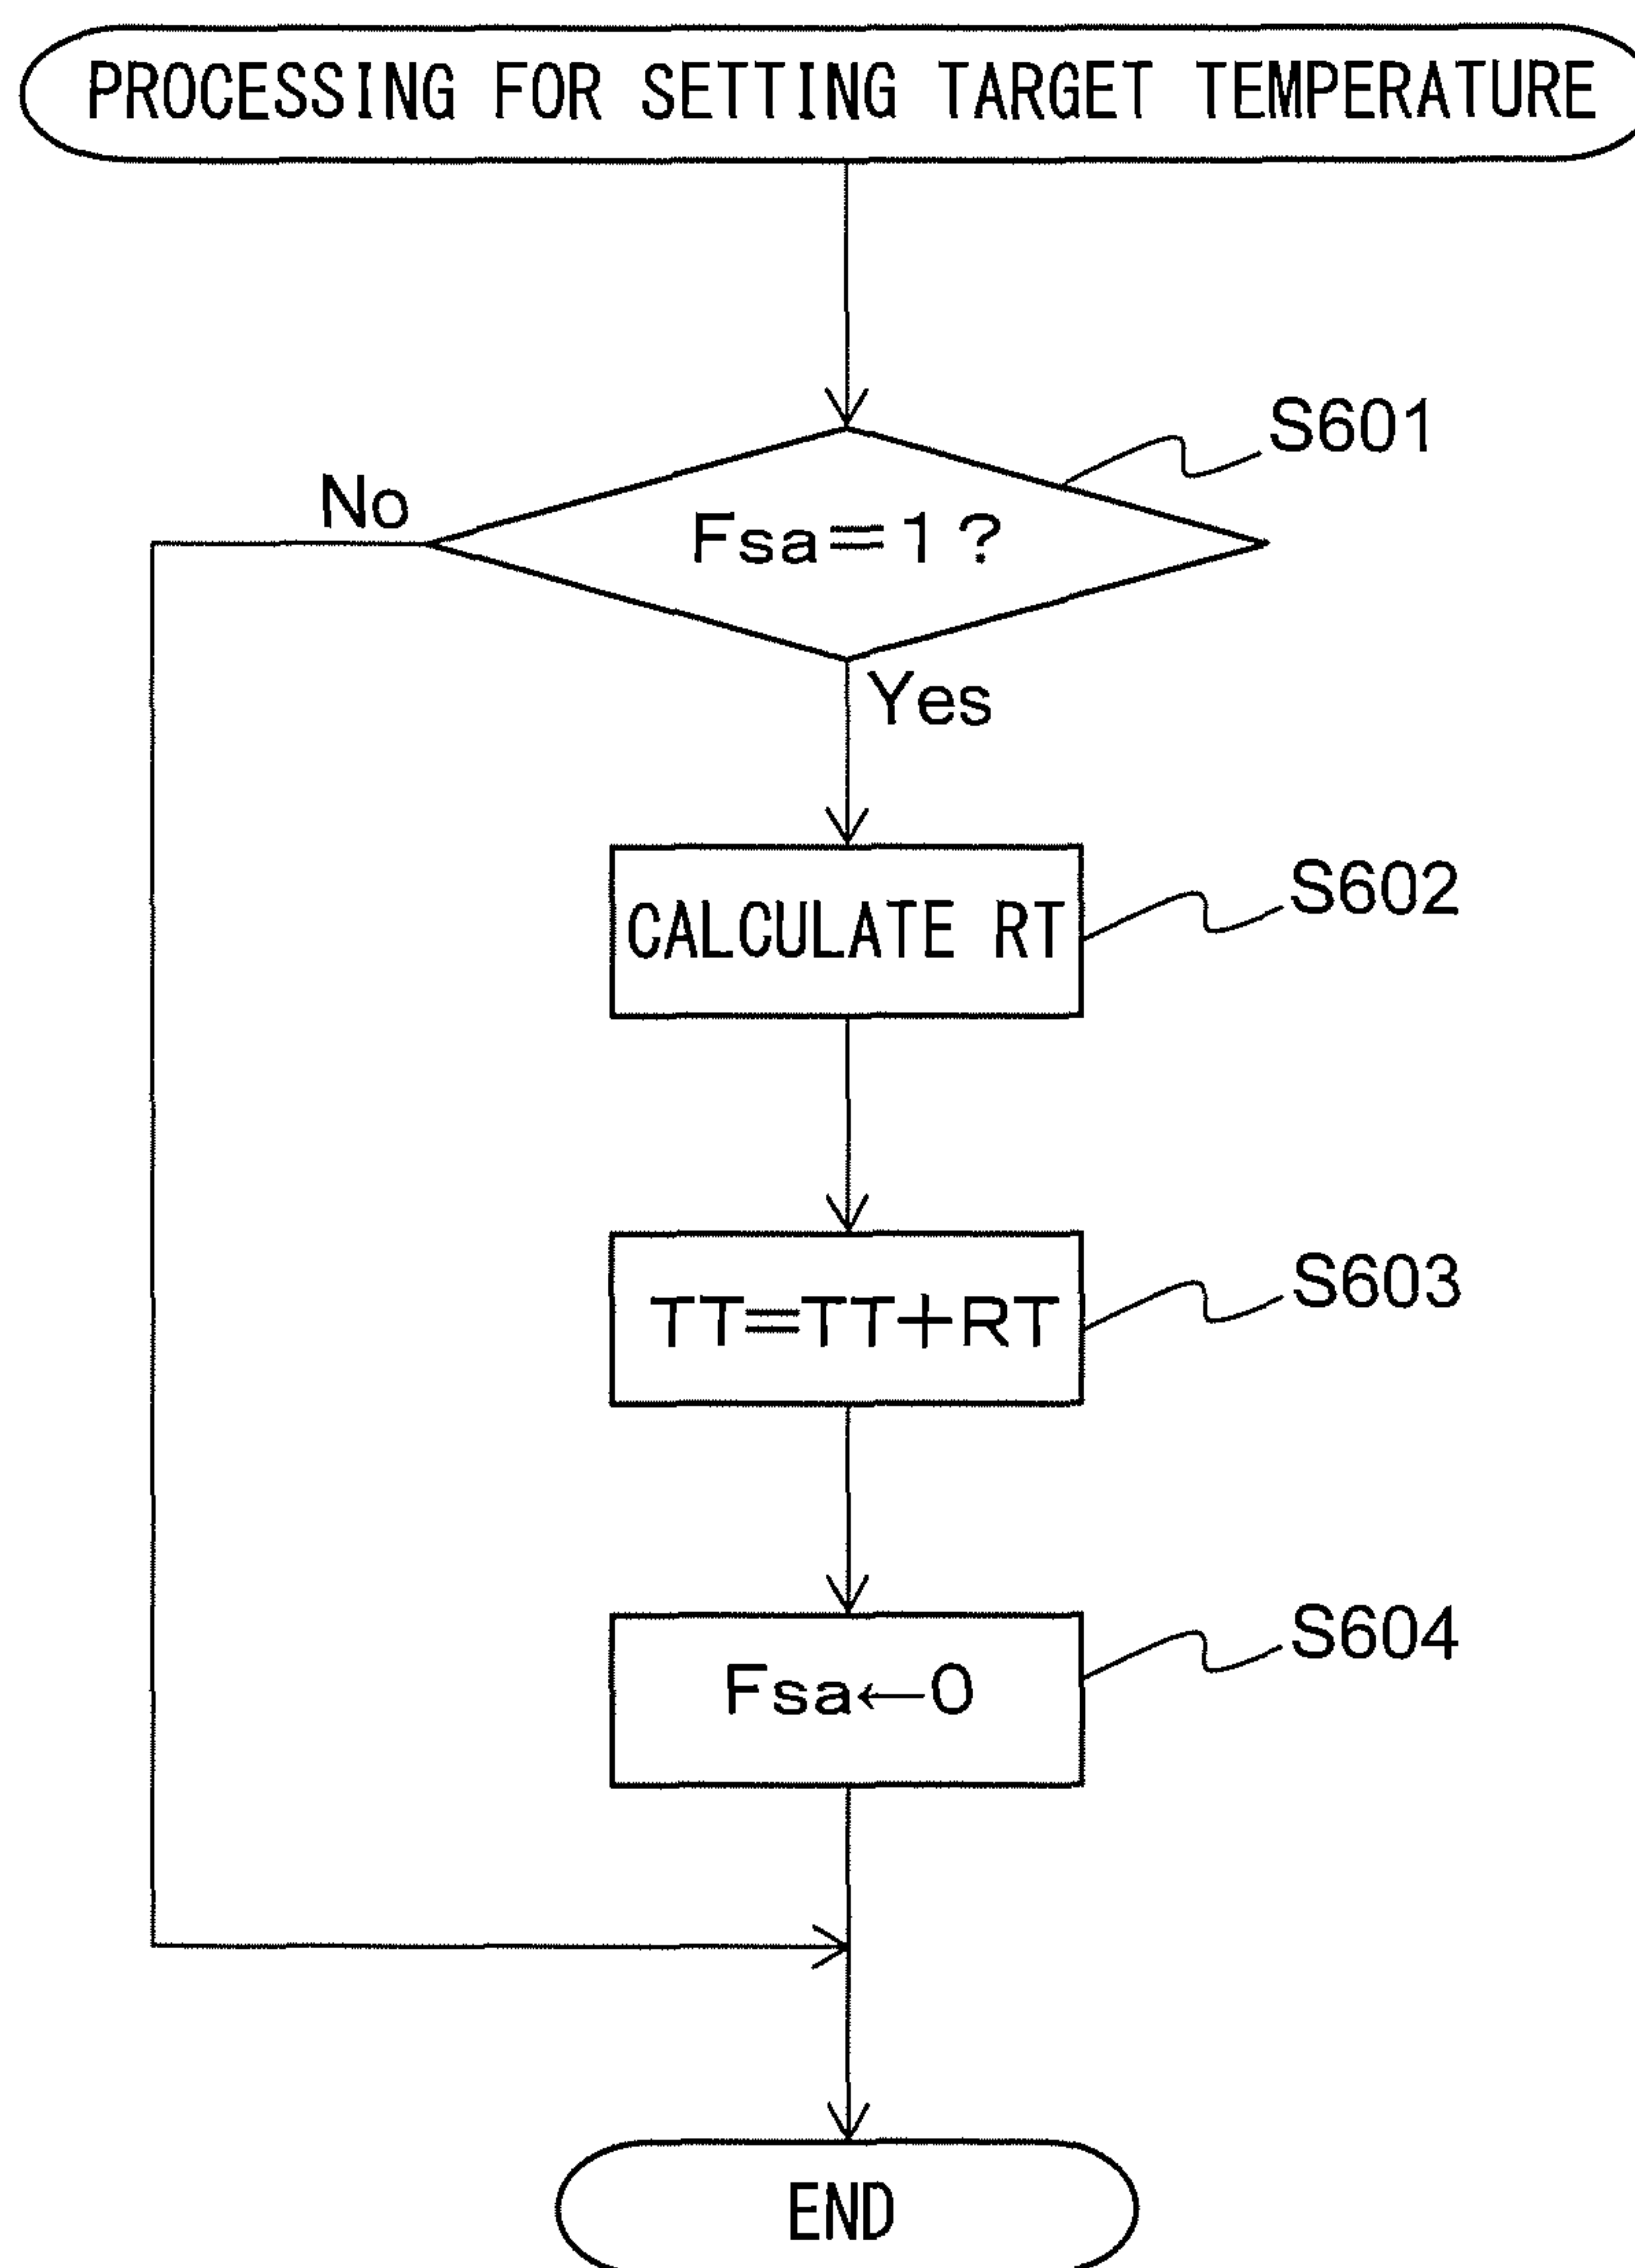 PROCESSING FOR SETTING TARGET TEMPERATURE
S601
No
Fsa=1?
Yes
CALCULATE RT
S602
TT=TT+RT
S603
Fsa←0
S604
END